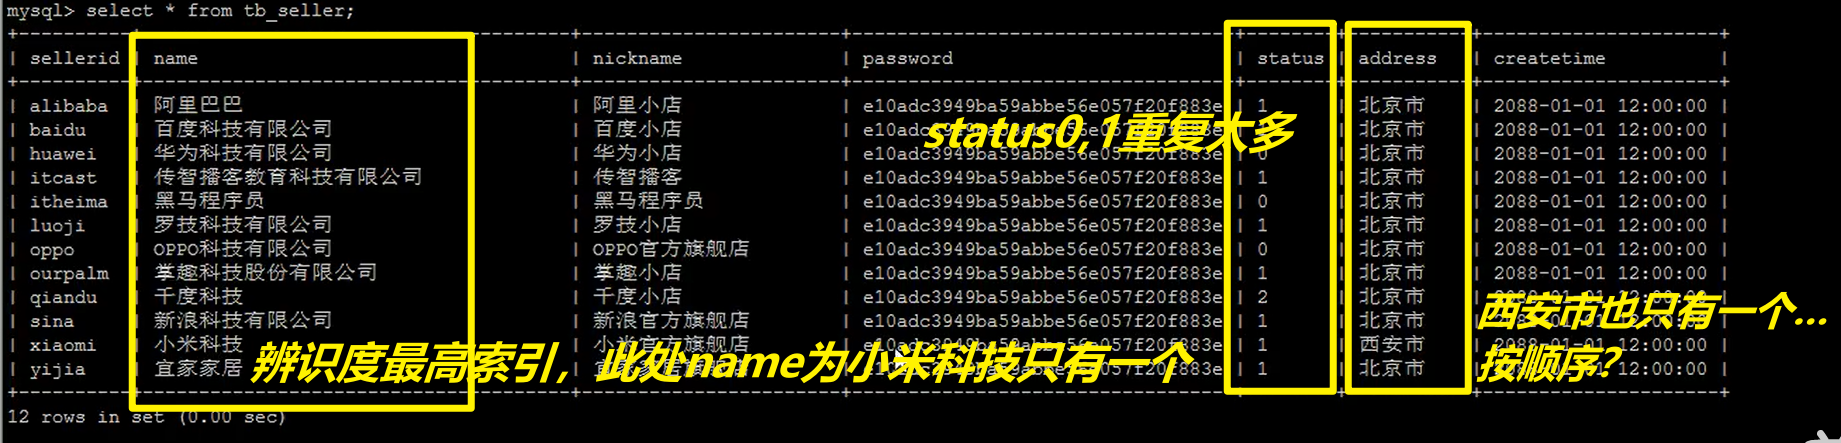 mysql> select * from tb_seller;
| sellerid | name | nickname | password | status | address | createtime |
| alibaba | 阿里巴巴 | 阿里小店 | e10adc3949ba59abbe56e057f20f883e | 1 | 北京市 | 2088-01-01 12:00:00 |
| baidu | 百度科技有限公司 | 百度小店 | e10adc3949ba59abbe56e057f20f883e | 北京市 | 2088-01-01 12:00:00 |
status0,1重复太多
| huawei | 华为科技有限公司 | 华为小店 | e10adc3949ba59abbe56e057f20f883e | 0 | 北京市 | 2088-01-01 12:00:00 |
| itcast | 传智播客教育科技有限公司 | 传智播客 | e10adc3949ba59abbe56e057f20f883e | 1 | 北京市 | 2088-01-01 12:00:00 |
| itheima | 黑马程序员 | 黑马程序员 | e10adc3949ba59abbe56e057f20f883e | 0 | 北京市 | 2088-01-01 12:00:00 |
| luoji | 罗技科技有限公司 | 罗技小店 | e10adc3949ba59abbe56e057f20f883e | 1 | 北京市 | 2088-01-01 12:00:00 |
| oppo | OPPO科技有限公司 | OPPO官方旗舰店 | e10adc3949ba59abbe56e057f20f883e | 0 | 北京市 | 2088-01-01 12:00:00 |
| ourpalm | 掌趣科技股份有限公司 | 掌趣小店 | e10adc3949ba59abbe56e057f20f883e | 1 | 北京市 | 2088-01-01 12:00:00 |
| qiandu | 千度科技 | 千度小店 | e10adc3949ba59abbe56e057f20f883e | 2 | 北京市 | 2088-01-01 12:00:00 |
| sina | 新浪科技有限公司 | 新浪官方旗舰店 | e10adc3949ba59abbe56e057f20f883e | 1 | 北京市 |
西安市也只有一个...
| xiaomi | 小米科技 | 小米官方旗舰店 | e10adc3949ba59abbe56e057f20f883e | 1 | 西安市 | 2088-01-01 12:00:00 |
辨识度最高索引，此处name为小米科技只有一个
按顺序？
| yijia | 宜家家居 | 1 | 北京市 | 2088-01-01 12:00:00 |
12 rows in set (0.00 sec)